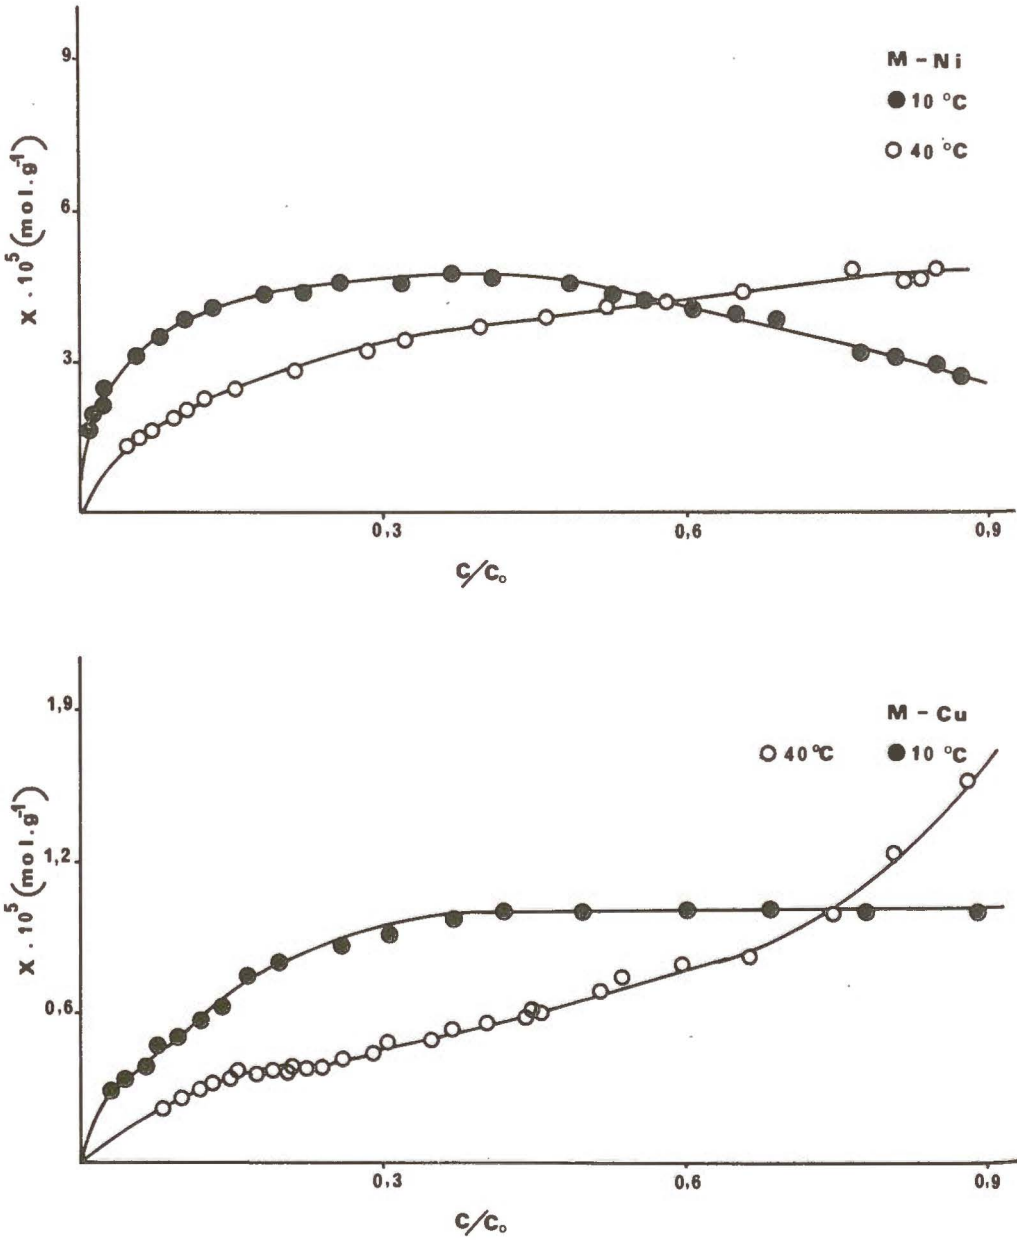 9
M - Ni
● 10 °C
○ 40 °C
6
X . 10⁵ (mol.g⁻¹)
3
0,3
0,6
0,9
C/C₀
1,9
M - Cu
○ 40°C ● 10 °C
1,2
X . 10⁵ (mol.g⁻¹)
0,6
0,3
0,6
0,9
C/C₀